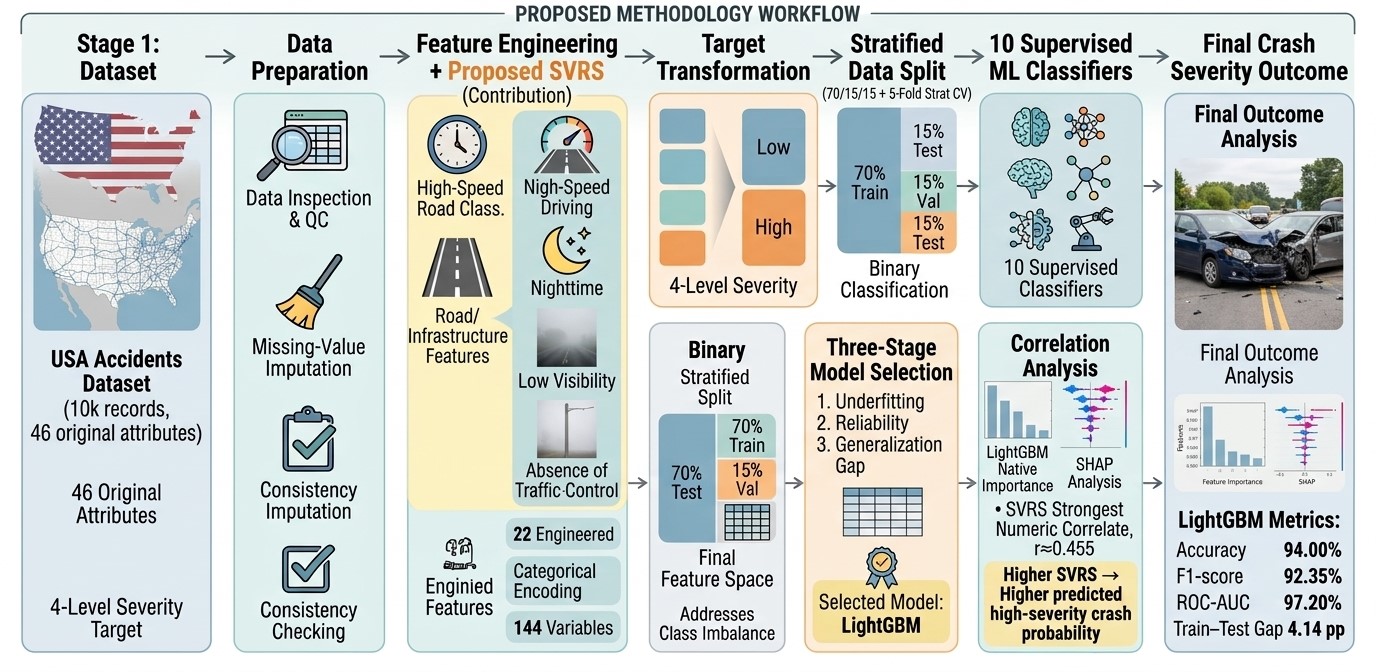 PROPOSED METHODOLOGY WORKFLOW
Stage 1:
Dataset
USA Accidents
Dataset
(10k records,
46 original attributes)
46 Original
Attributes
4-Level Severity
Target
Data
Preparation
Data Inspection
& QC
Missing-Value
Imputation
Consistency
Imputation
Consistency
Checking
Feature Engineering
+ Proposed SVRS
(Contribution)
High-Speed
Road Class.
Road/
Infrastructure
Features
Nigh-Speed
Driving
Nighttime
Low Visibility
Absence of
Traffic-Control
Enginied
Features
22 Engineered
Categorical
Encoding
144 Variables
Target
Transformation
Low
High
4-Level Severity
Stratified
Data Split
(70/15/15 + 5-Fold Strat CV)
70%
Train
15%
Test
15%
Val
15%
Test
Binary
Classification
10 Supervised
ML Classifiers
10 Supervised
Classifiers
Binary
Stratified
Split
70%
Test
70%
Train
15%
Val
Final
Feature Space
Addresses
Class Imbalance
Three-Stage
Model Selection
1. Underfitting
2. Reliability
3. Generalization
Gap
Selected Model:
LightGBM
Correlation
Analysis
LightGBM
Native
Importance
SHAP
Analysis
• SVRS Strongest
Numeric Correlate,
r≈0.455
Higher SVRS →
Higher predicted
high-severity crash
probability
Final Crash
Severity Outcome
Final Outcome
Analysis
Final Outcome
Analysis
Feature Importance
SHAP
LightGBM Metrics:
Accuracy 94.00%
F1-score 92.35%
ROC-AUC 97.20%
Train–Test Gap 4.14 pp